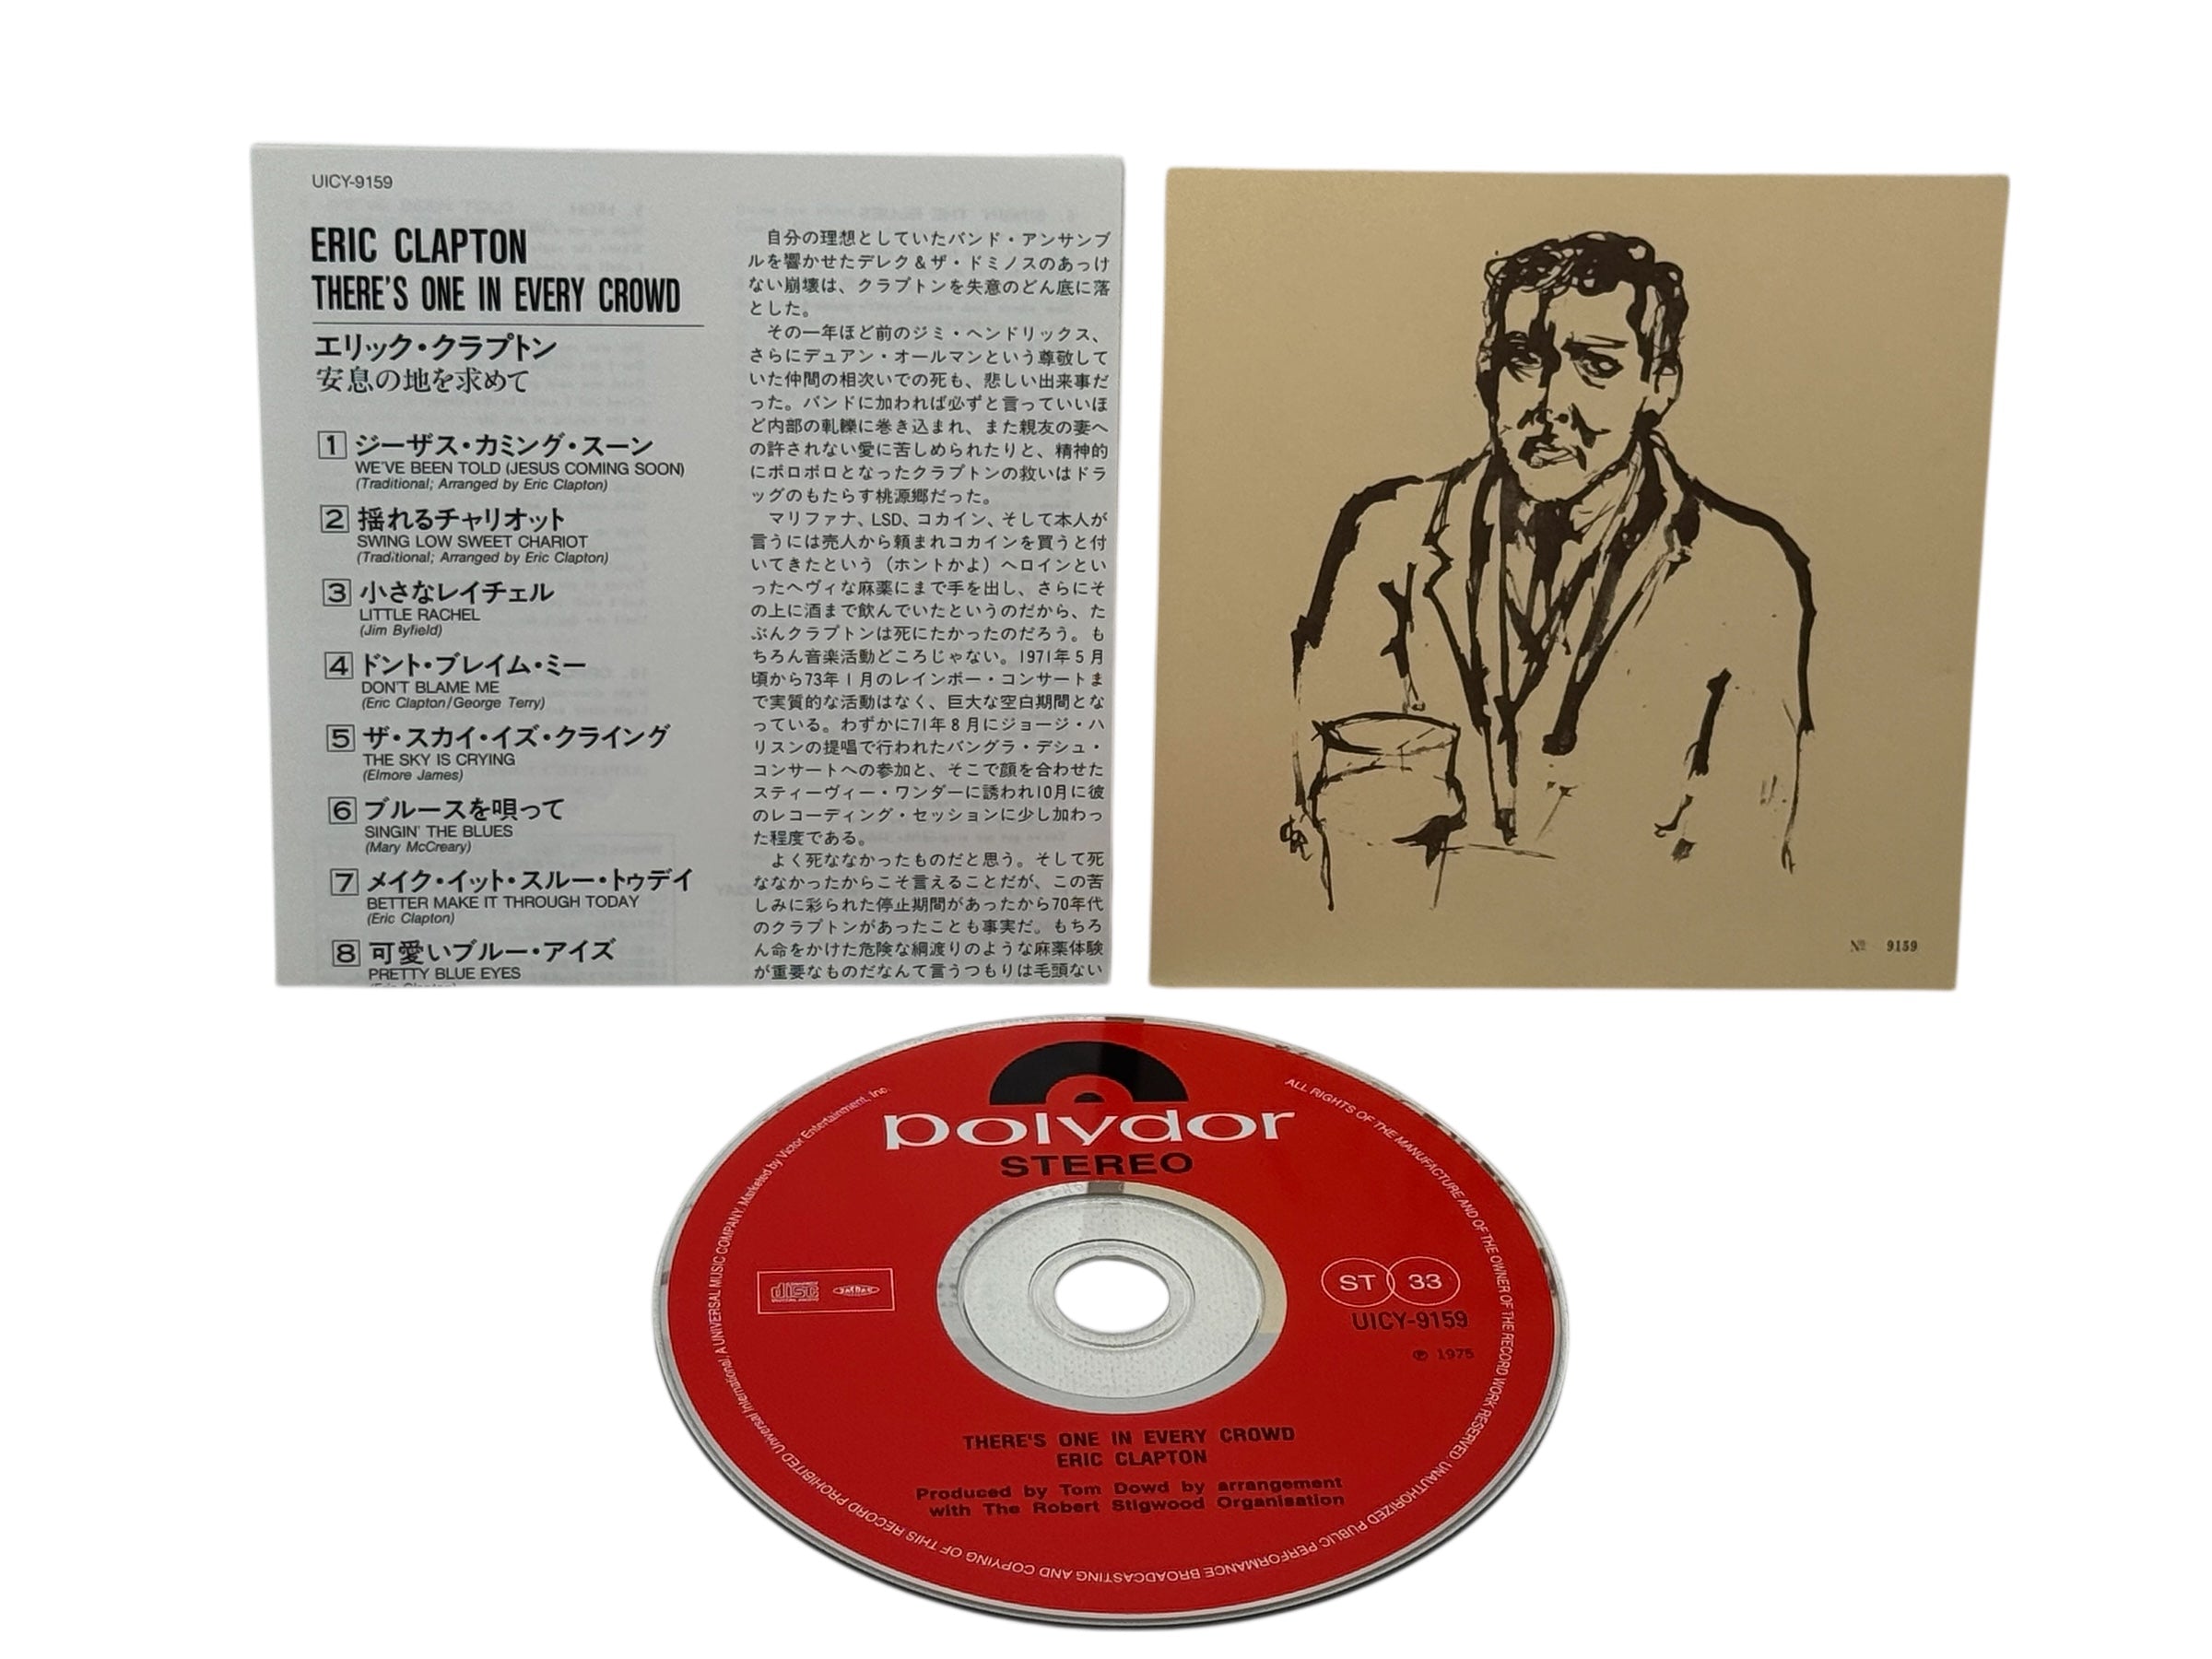 UICY-9159
ERIC CLAPTON
THERE'S ONE IN EVERY CROWD
エリック・クラプトン
安息の地を求めて
1 ジーザス・カミング・スーン
WE'VE BEEN TOLD (JESUS COMING SOON)
(Traditional; Arranged by Eric Clapton)
2 揺れるチャリオット
SWING LOW SWEET CHARIOT
(Traditional; Arranged by Eric Clapton)
3 小さなレイチェル
LITTLE RACHEL
(Jim Byfield)
4 ドント・ブレイム・ミー
DON'T BLAME ME
(Eric Clapton/George Terry)
5 ザ・スカイ・イズ・クライング
THE SKY IS CRYING
(Elmore James)
6 ブルースを唄って
SINGIN' THE BLUES
(Mary McCreary)
7 メイク・イット・スルー・トゥデイ
BETTER MAKE IT THROUGH TODAY
(Eric Clapton)
8 可愛いブルー・アイズ
PRETTY BLUE EYES
自分の理想としていたバンド・アンサンブ
ルを響かせたデレク＆ザ・ドミノスのあっけ
ない崩壊は、クラプトンを失意のどん底に落
とした。
その一年ほど前のジミ・ヘンドリックス、
さらにデュアン・オールマンという尊敬して
いた仲間の相次いでの死も、悲しい出来事だ
った。バンドに加われば必ずと言っていいほ
ど内部の軋轢に巻き込まれ、また親友の妻へ
の許されない愛に苦しめられたりと、精神的
にボロボロとなったクラプトンの救いはドラ
ッグのもたらす桃源郷だった。
マリファナ、LSD、コカイン、そして本人が
言うには売人から頼まれコカインを買うと付
いてきたという（ホントかよ）ヘロインとい
ったヘヴィな麻薬にまで手を出し、さらにそ
の上に酒まで飲んでいたというのだから、た
ぶんクラプトンは死にたかったのだろう。も
ちろん音楽活動どころじゃない。1971年5月
頃から73年1月のレインボー・コンサートま
で実質的な活動はなく、巨大な空白期間とな
っている。わずかに71年8月にジョージ・ハ
リスンの提唱で行われたバングラ・デシュ・
コンサートへの参加と、そこで顔を合わせた
スティーヴィー・ワンダーに誘われ10月に彼
のレコーディング・セッションに少し加わっ
た程度である。
よく死ななかったものだと思う。そして死
ななかったからこそ言えることだが、この苦
しみに彩られた停止期間があったから70年代
のクラプトンがあったことも事実だ。もちろ
ん命をかけた危険な綱渡りのような麻薬体験
が重要なものだなんて言うつもりは毛頭ない
№ 9159
polydor
STEREO
disc
ST 33
UICY-9159
℗ 1975
THERE'S ONE IN EVERY CROWD
ERIC CLAPTON
Produced by Tom Dowd by arrangement
with The Robert Stigwood Organisation
ALL RIGHTS OF THE MANUFACTURE AND OF THE OWNER OF THE RECORD WORK RESERVED. UNAUTHORIZED PUBLIC PERFORMANCE BROADCASTING AND COPYING OF THIS RECORD PROHIBITED Universal International, A UNIVERSAL MUSIC COMPANY. Marketed by Victor Entertainment, Inc.